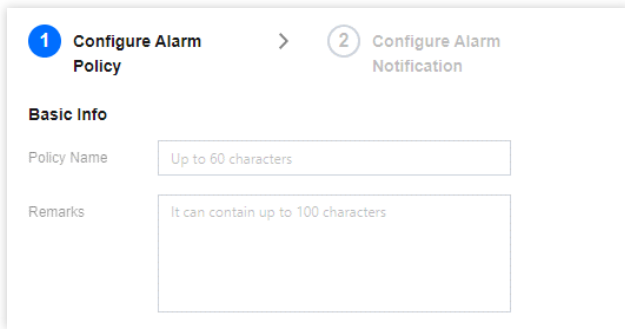 1 Configure Alarm > 2 Configure Alarm
Policy Notification
Basic Info
Policy Name Up to 60 characters
Remarks It can contain up to 100 characters